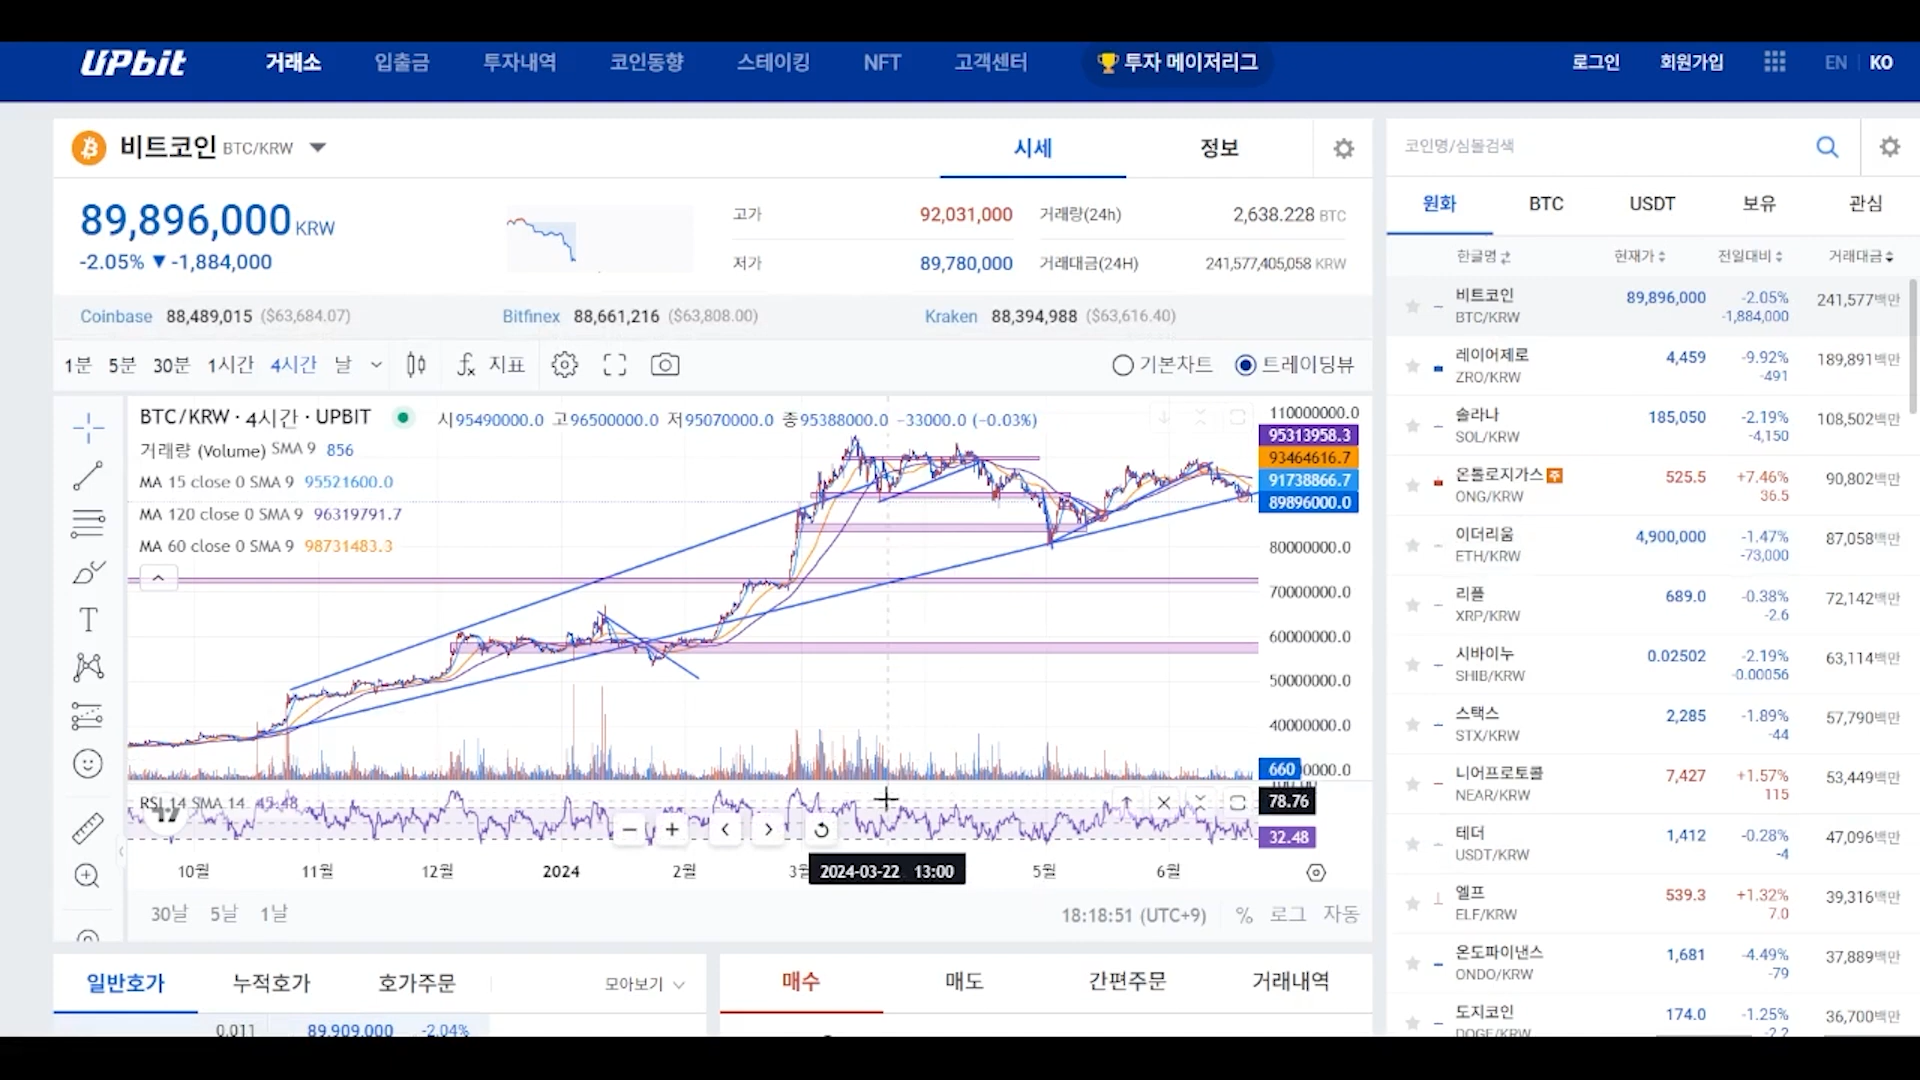 UPbit 거래소 입출금 투자내역 코인동향 스테이킹 NFT 고객센터 투자 메이저리그 로그인 회원가입 EN KO
비트코인 BTC/KRW 시세 정보
89,896,000 KRW
-2.05% ▼ -1,884,000
고가 92,031,000 거래량(24h) 2,638.228 BTC
저가 89,780,000 거래대금(24H) 241,577,405,058 KRW
Coinbase 88,489,015 ($63,684.07) Bitfinex 88,661,216 ($63,808.00) Kraken 88,394,988 ($63,616.40)
1분 5분 30분 1시간 4시간 날 지표 기본차트 트레이딩뷰
BTC/KRW · 4시간 · UPBIT 시95490000.0 고96500000.0 저95070000.0 종95388000.0 -33000.0 (-0.03%)
거래량 (Volume) SMA 9 856
MA 15 close 0 SMA 9 95521600.0
MA 120 close 0 SMA 9 96319791.7
MA 60 close 0 SMA 9 98731483.3
110000000.0
95313958.3
93464616.7
91738866.7
89896000.0
80000000.0
70000000.0
60000000.0
50000000.0
40000000.0
660
RSI 14 SMA 14 45.48
78.76
32.48
10월 11월 12월 2024 2월 3월 2024-03-22 13:00 5월 6월
30날 5날 1날 18:18:51 (UTC+9) % 로그 자동
일반호가 누적호가 호가주문 모아보기 매수 매도 간편주문 거래내역
0.011 89,909,000 -2.04%
코인명/심볼검색
원화 BTC USDT 보유 관심
한글명 현재가 전일대비 거래대금
비트코인 89,896,000 -2.05% 241,577백만
BTC/KRW -1,884,000
레이어제로 4,459 -9.92% 189,891백만
ZRO/KRW -491
솔라나 185,050 -2.19% 108,502백만
SOL/KRW -4,150
온톨로지가스 주 525.5 +7.46% 90,802백만
ONG/KRW 36.5
이더리움 4,900,000 -1.47% 87,058백만
ETH/KRW -73,000
리플 689.0 -0.38% 72,142백만
XRP/KRW -2.6
시바이누 0.02502 -2.19% 63,114백만
SHIB/KRW -0.00056
스택스 2,285 -1.89% 57,790백만
STX/KRW -44
니어프로토콜 7,427 +1.57% 53,449백만
NEAR/KRW 115
테더 1,412 -0.28% 47,096백만
USDT/KRW -4
엘프 539.3 +1.32% 39,316백만
ELF/KRW 7.0
온도파이낸스 1,681 -4.49% 37,889백만
ONDO/KRW -79
도지코인 174.0 -1.25% 36,700백만
DOGE/KRW -2.2